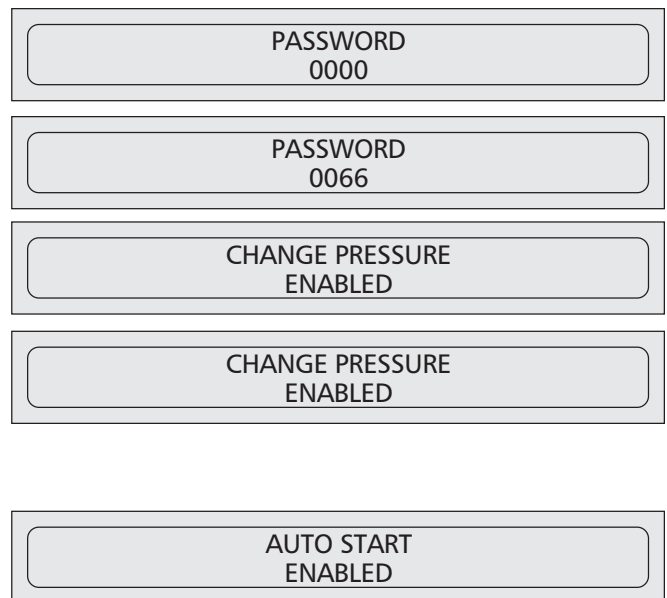 PASSWORD
0000
PASSWORD
0066
CHANGE PRESSURE
ENABLED
CHANGE PRESSURE
ENABLED
AUTO START
ENABLED